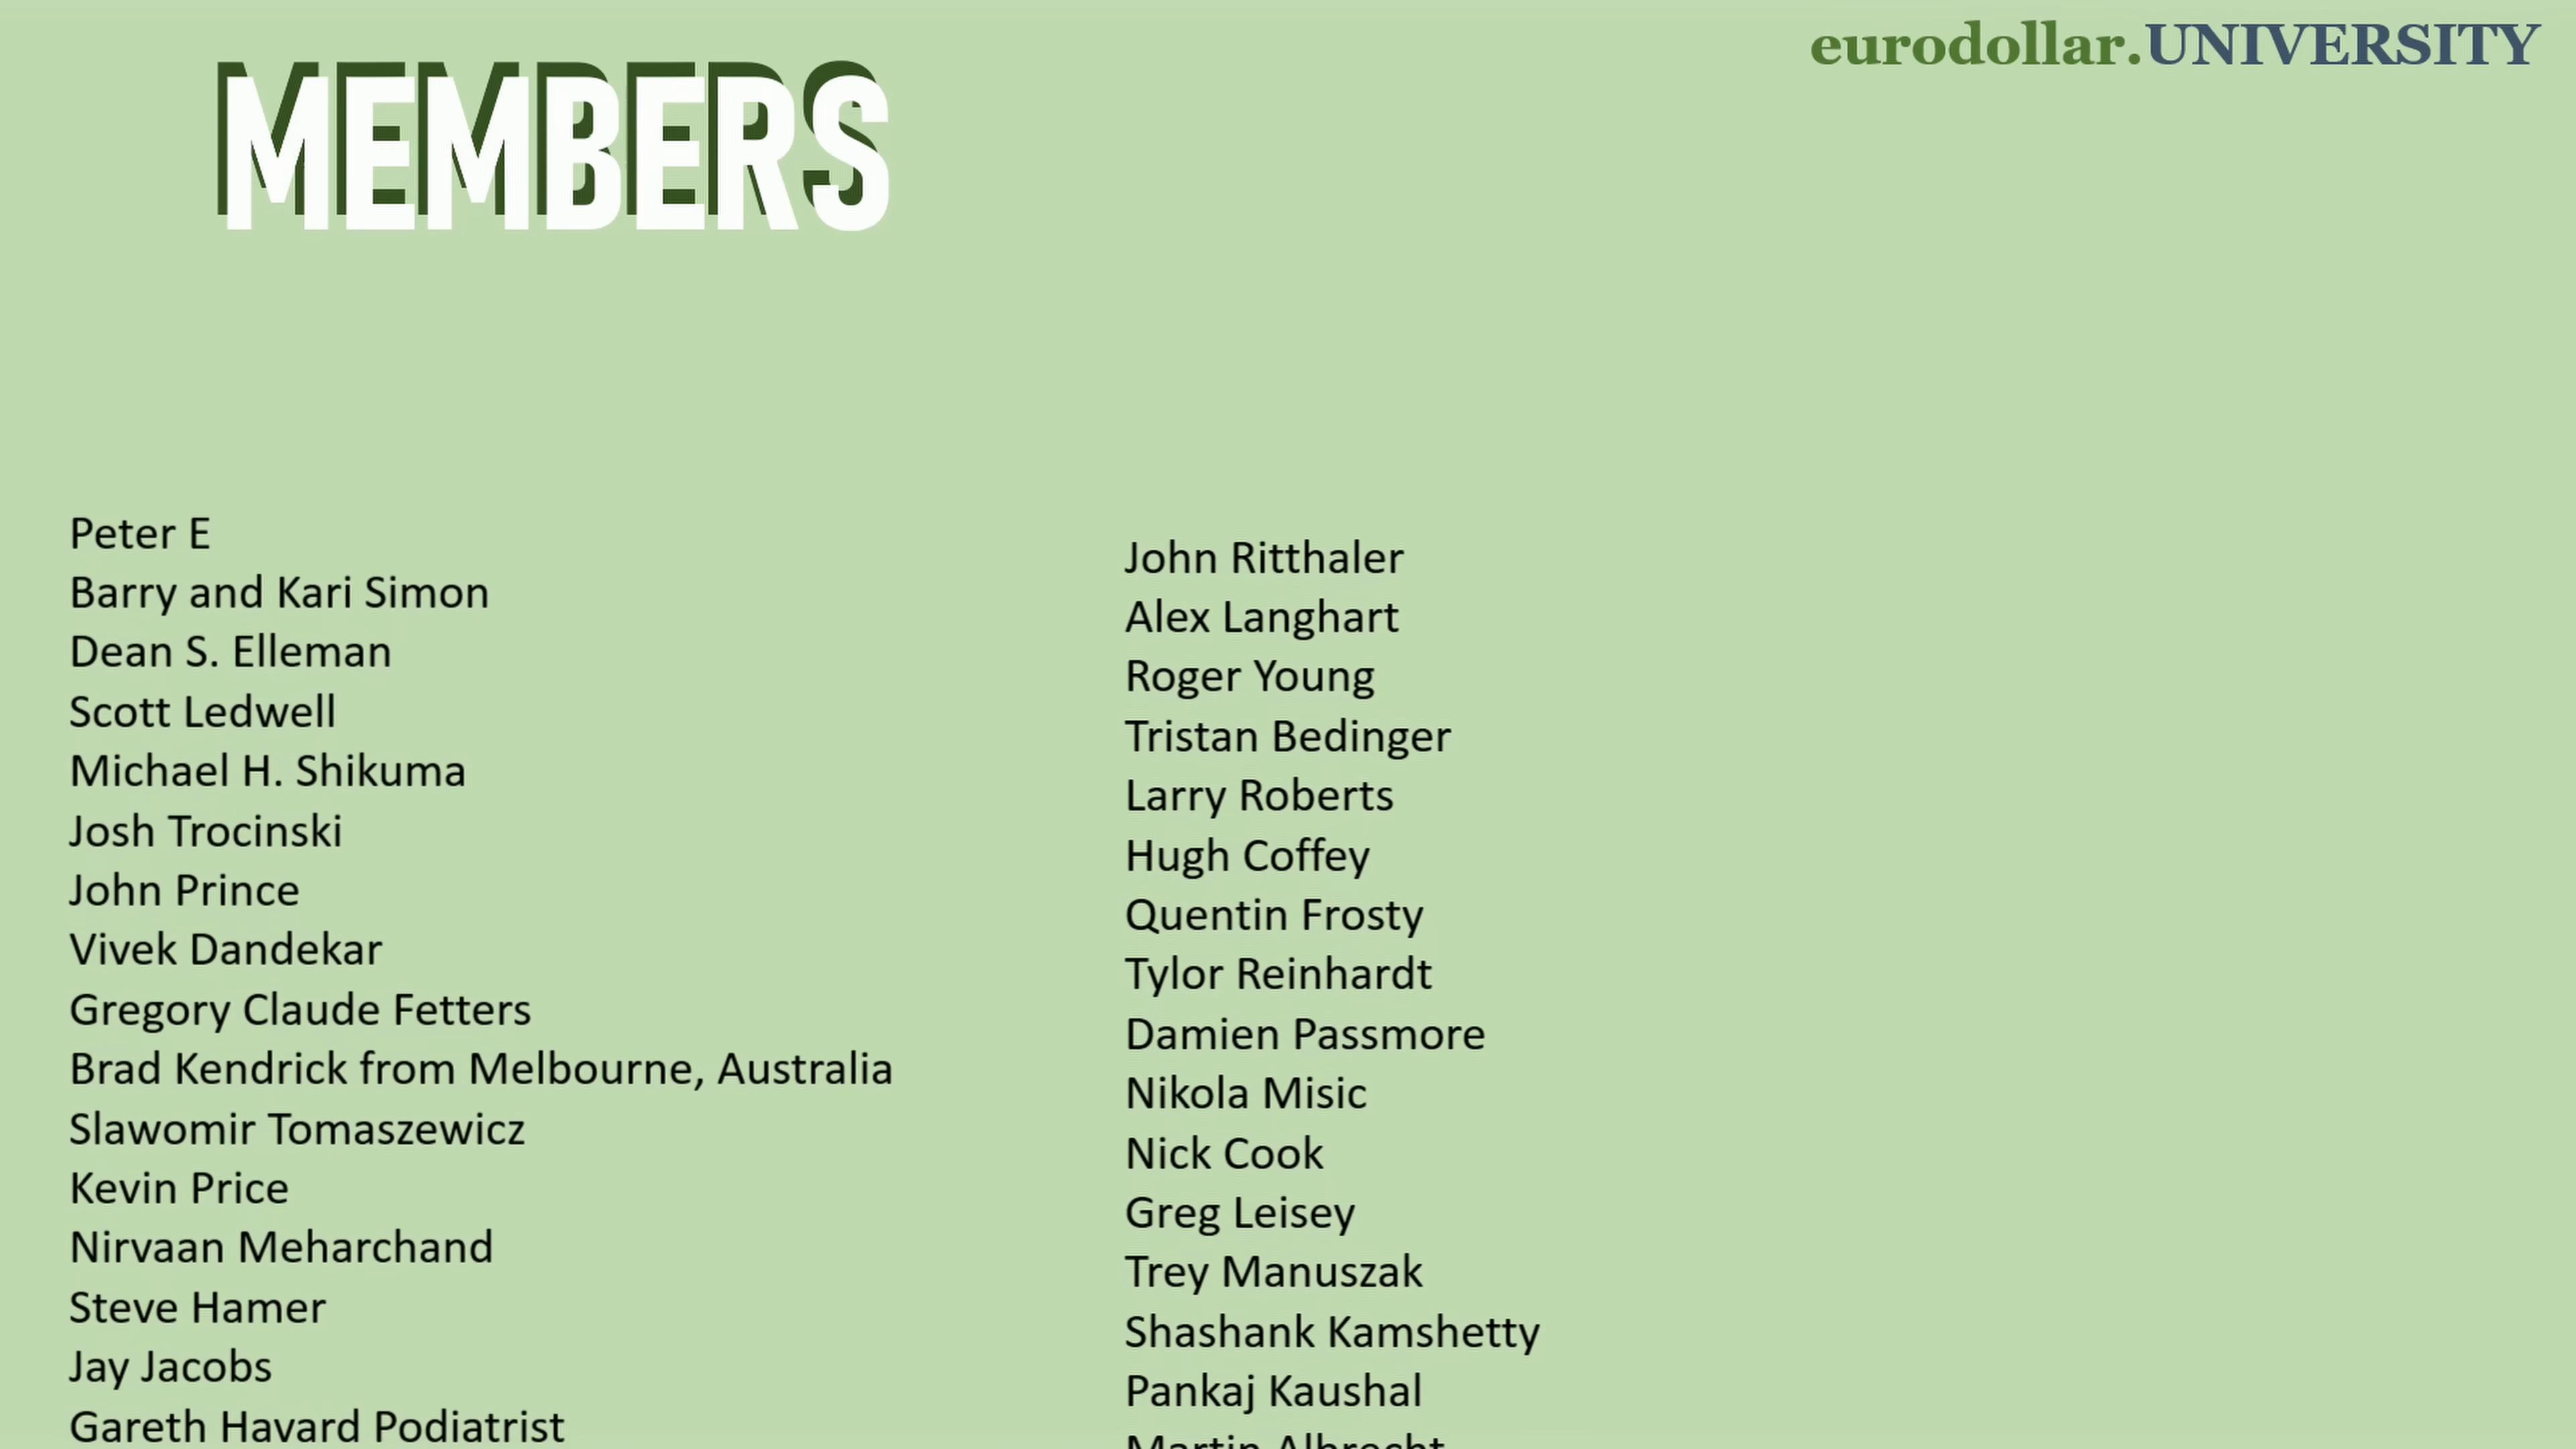 eurodollar.UNIVERSITY
MEMBERS
Peter E
Barry and Kari Simon
Dean S. Elleman
Scott Ledwell
Michael H. Shikuma
Josh Trocinski
John Prince
Vivek Dandekar
Gregory Claude Fetters
Brad Kendrick from Melbourne, Australia
Slawomir Tomaszewicz
Kevin Price
Nirvaan Meharchand
Steve Hamer
Jay Jacobs
Gareth Havard Podiatrist
John Ritthaler
Alex Langhart
Roger Young
Tristan Bedinger
Larry Roberts
Hugh Coffey
Quentin Frosty
Tylor Reinhardt
Damien Passmore
Nikola Misic
Nick Cook
Greg Leisey
Trey Manuszak
Shashank Kamshetty
Pankaj Kaushal
Martin Albrecht